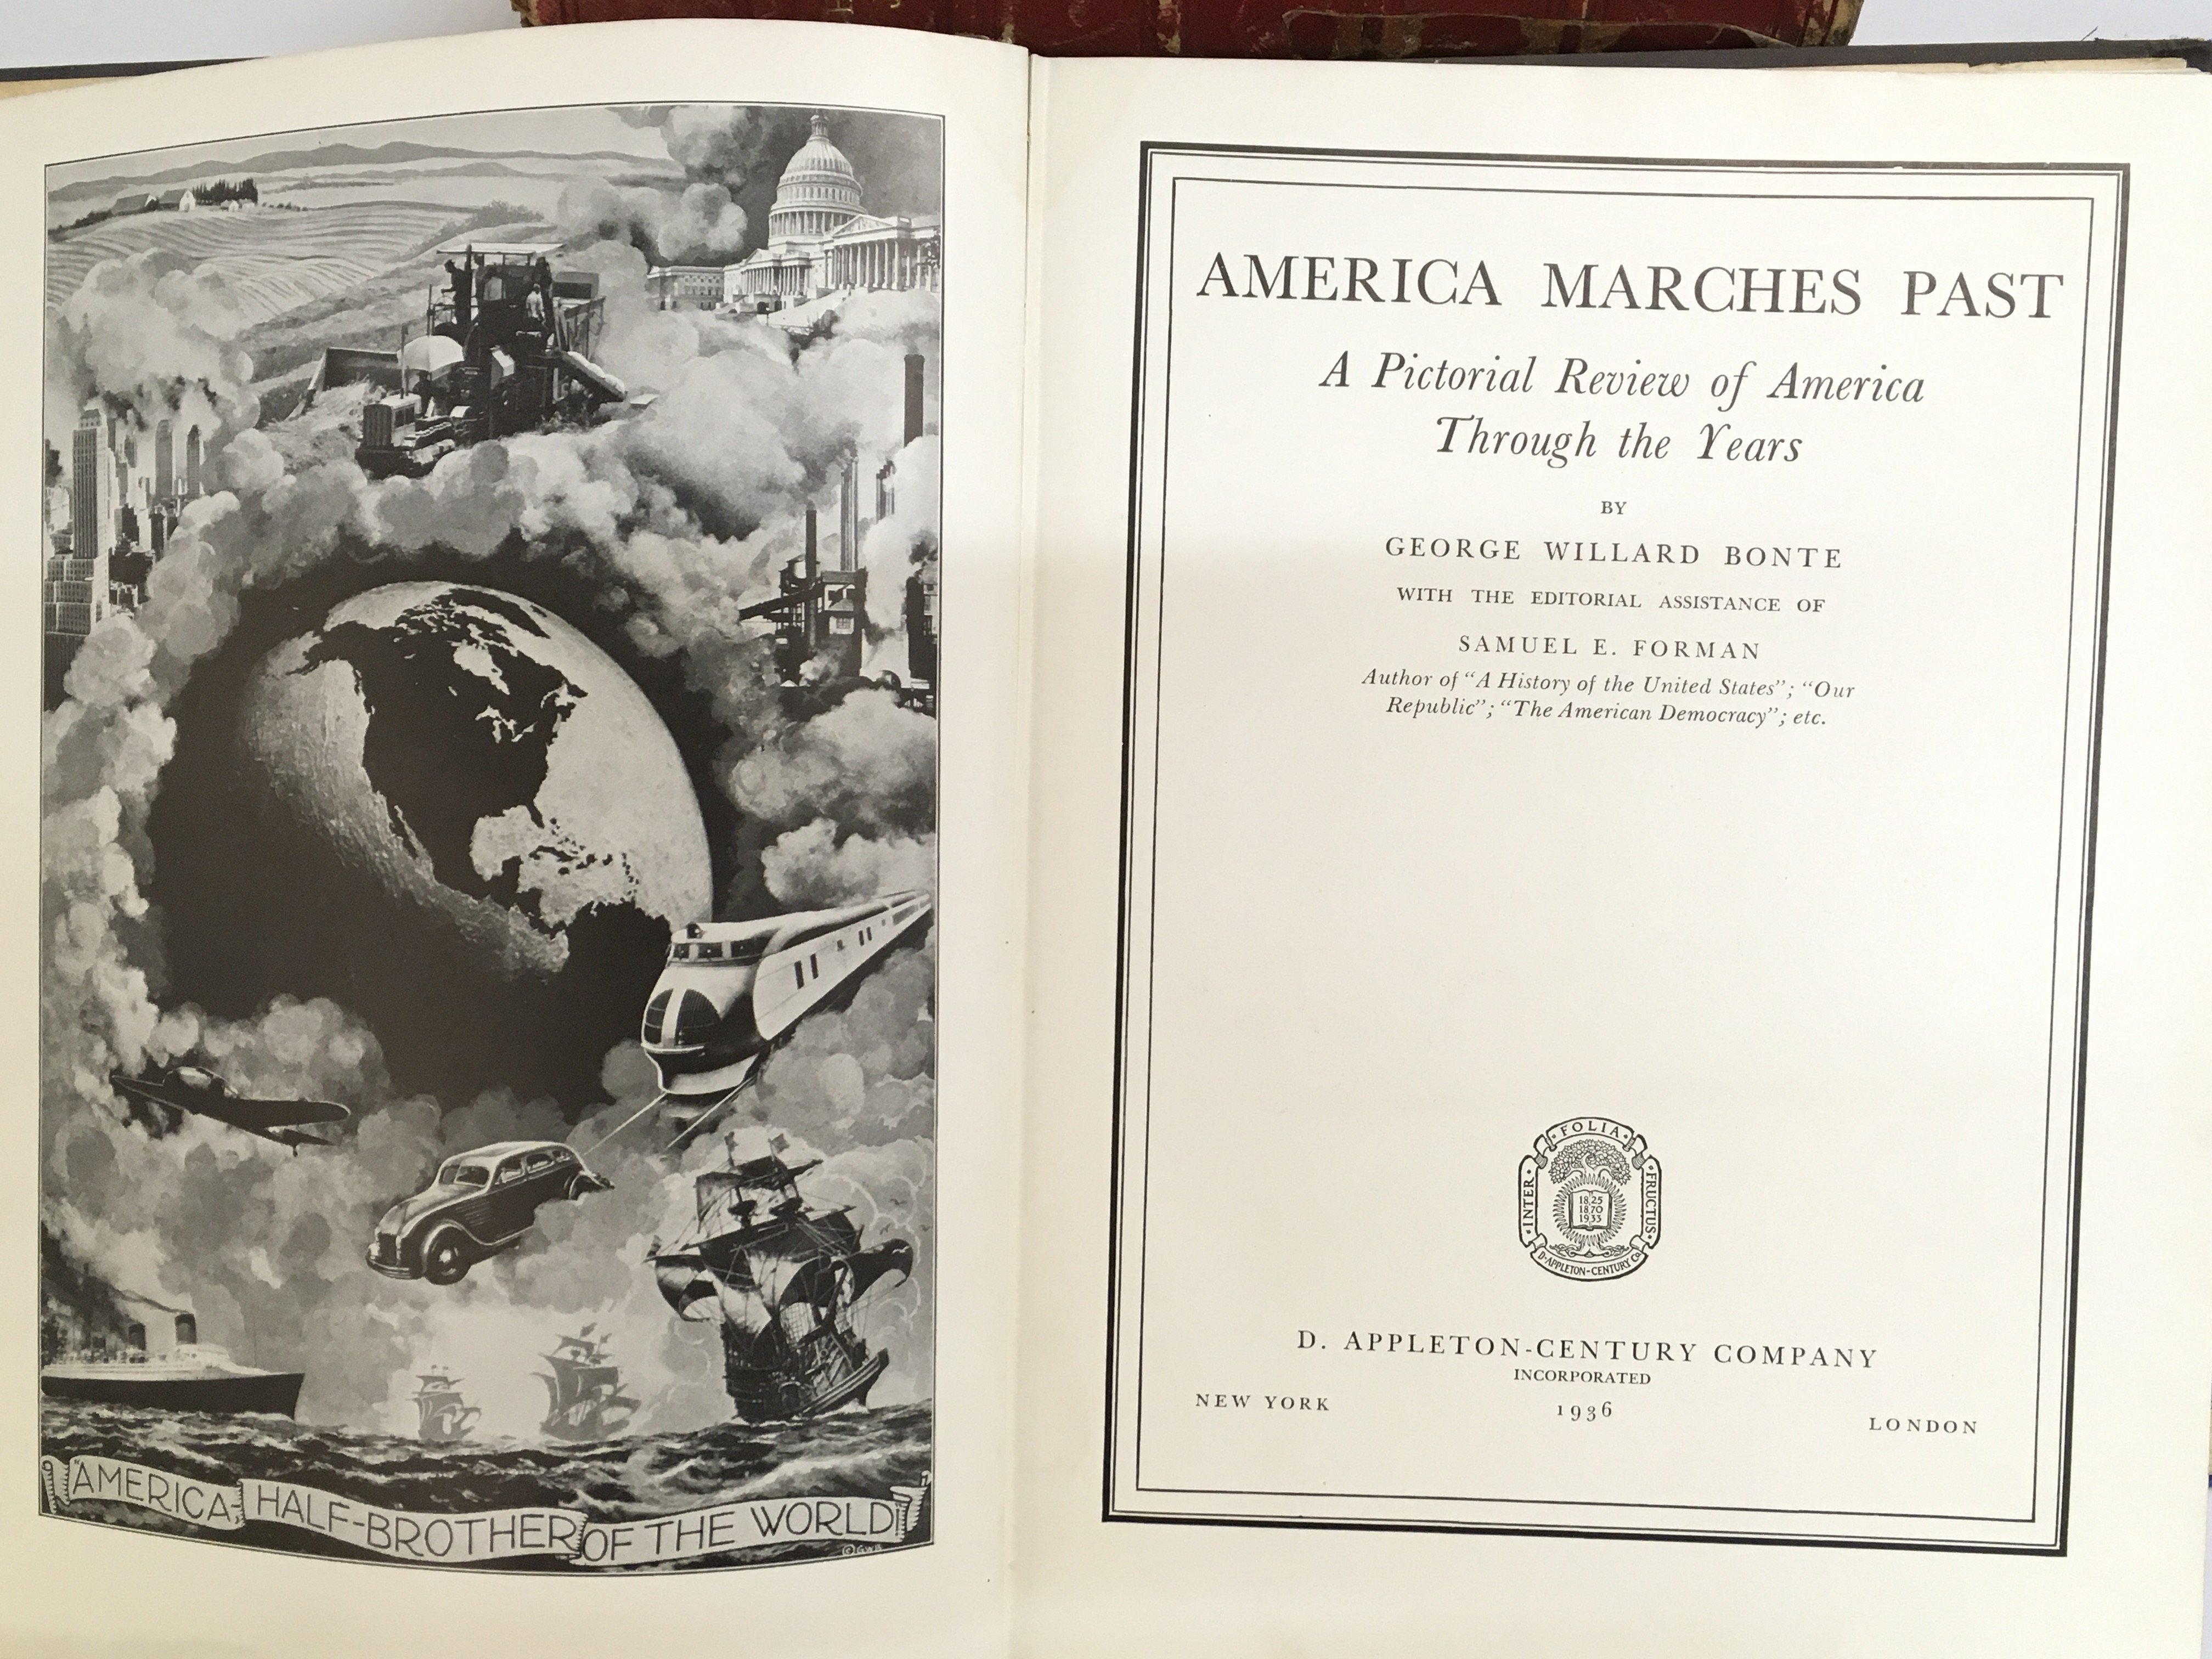 "AMERICA, HALF-BROTHER OF THE WORLD!"
© GWB
AMERICA MARCHES PAST
A Pictorial Review of America
Through the Years
BY
GEORGE WILLARD BONTE
WITH THE EDITORIAL ASSISTANCE OF
SAMUEL E. FORMAN
Author of "A History of the United States"; "Our
Republic"; "The American Democracy"; etc.
INTER · FOLIA · FRUCTUS
1825
1870
1933
D·APPLETON-CENTURY Co
D. APPLETON-CENTURY COMPANY
INCORPORATED
NEW YORK 1936 LONDON